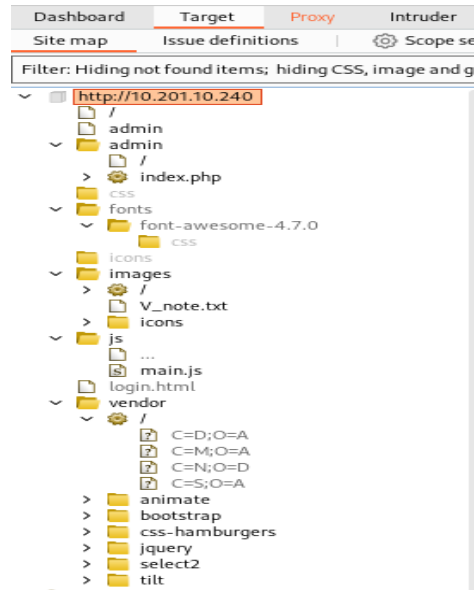 Dashboard Target Proxy Intruder
Site map Issue definitions Scope se
Filter: Hiding not found items; hiding CSS, image and g
http://10.201.10.240
/
admin
admin
/
index.php
css
fonts
font-awesome-4.7.0
css
icons
images
/
V_note.txt
icons
js
...
main.js
login.html
vendor
/
C=D;O=A
C=M;O=A
C=N;O=D
C=S;O=A
animate
bootstrap
css-hamburgers
jquery
select2
tilt